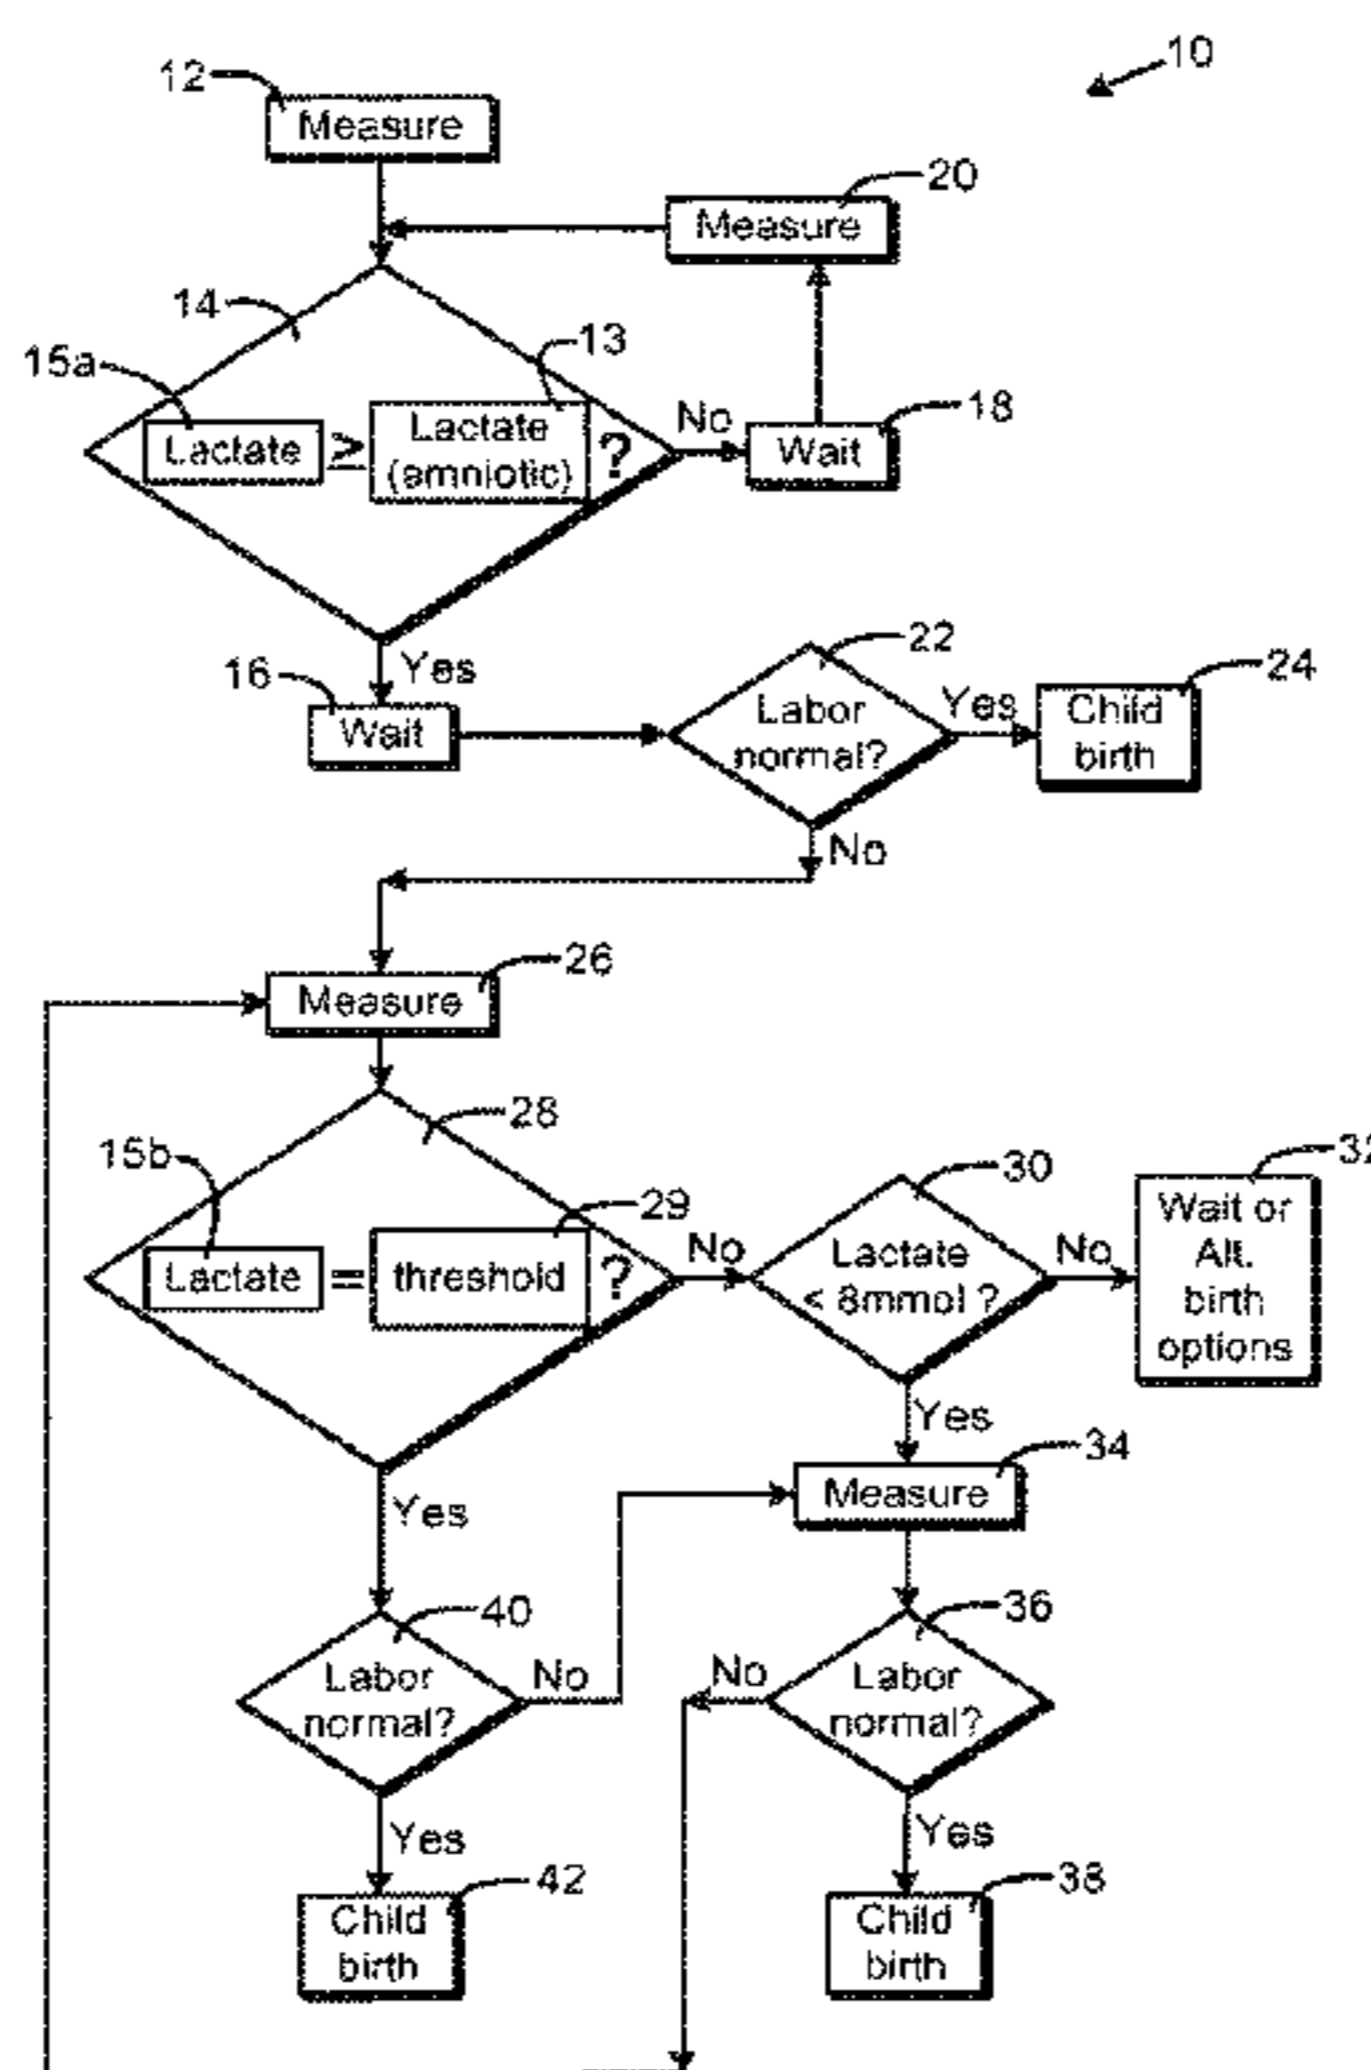 10
12
Measure
20
Measure
14
13
15a
Lactate ≥ Lactate (emniotic) ?
No
18
Wait
Yes
16
Wait
22
Labor
normal?
Yes
24
Child
birth
No
26
Measure
28
15b
29
Lactate = threshold ?
No
30
Lactate
< 8mmol ?
No
32
Wait or
Alt.
birth
options
Yes
34
Measure
Yes
40
Labor
normal?
No
36
Labor
normal?
No
Yes
42
Child
birth
Yes
38
Child
birth